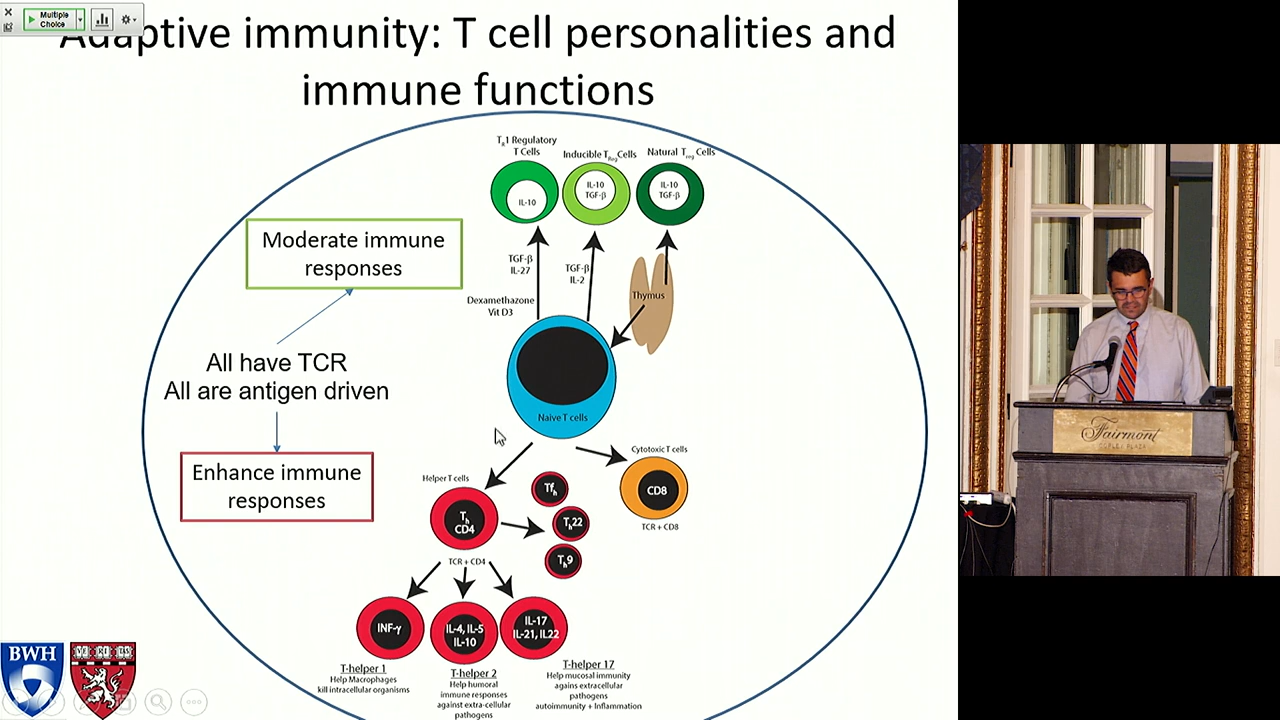 Multiple
Choice
Adaptive immunity: T cell personalities and
immune functions
TR1 Regulatory
T Cells
Inducible TReg Cells
Natural Treg Cells
IL-10
IL-10
TGF-β
IL-10
TGF-β
Moderate immune
responses
TGF-β
IL-27
TGF-β
IL-2
Thymus
Dexamethazone
Vit D3
All have TCR
All are antigen driven
Naive T cells
Enhance immune
responses
Helper T cells
Cytotoxic T cells
Th
CD4
Tfh
Th22
Th9
CD8
TCR + CD8
TCR + CD4
INF-γ
IL-4, IL-5
IL-10
IL-17
IL-21, IL22
T-helper 1
Help Macrophages
kill intracellular organisms
T-helper 2
Help humoral
immune responses
against extra-cellular
pathogens
T-helper 17
Help mucosal immunity
agains extracellular
pathogens
autoimmunity + Inflammation
BWH
Fairmont
COPLEY PLAZA